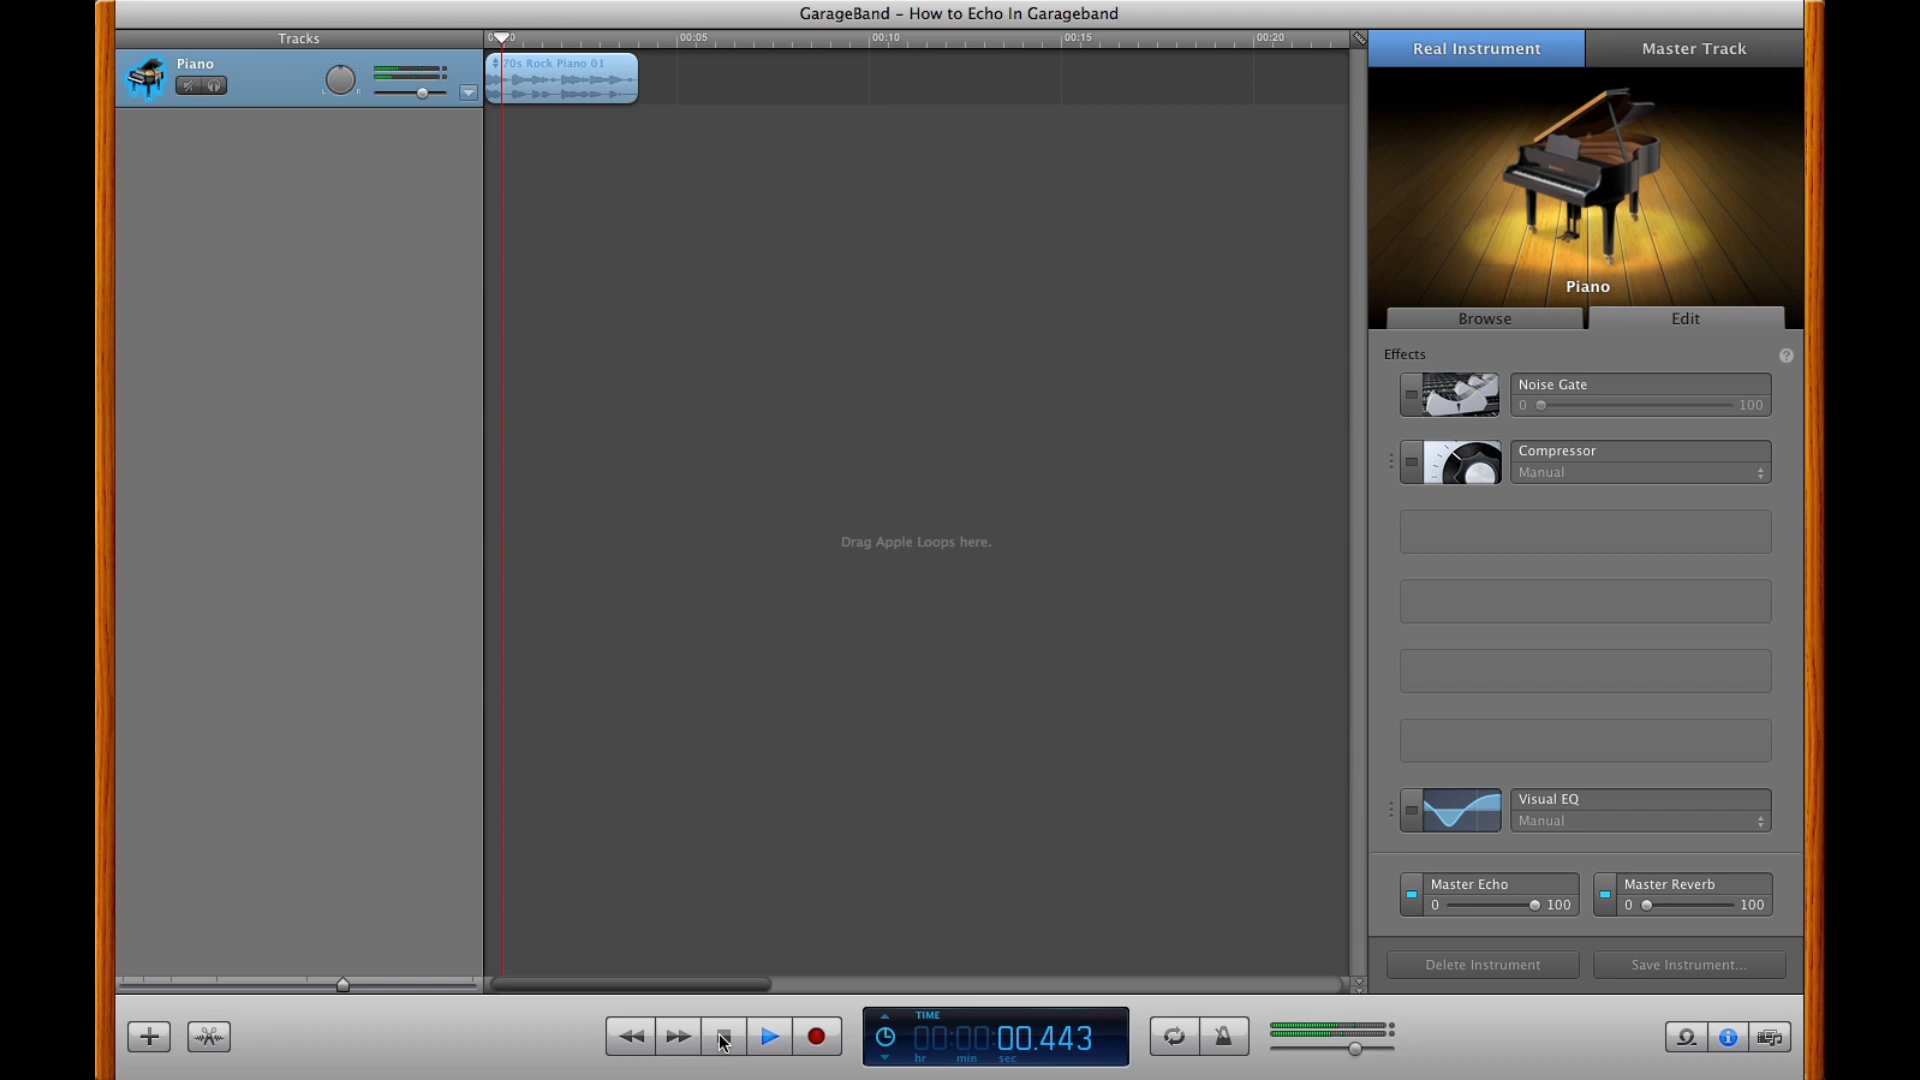 GarageBand – How to Echo In Garageband
Tracks
00:05
00:10
00:15
00:20
Real Instrument
Master Track
Piano
L
R
70s Rock Piano 01
Piano
Browse
Edit
Effects
?
Noise Gate
0
100
Compressor
Manual
Drag Apple Loops here.
Visual EQ
Manual
Master Echo
0
100
Master Reverb
0
100
Delete Instrument
Save Instrument...
TIME
00:00:00.443
hr
min
sec